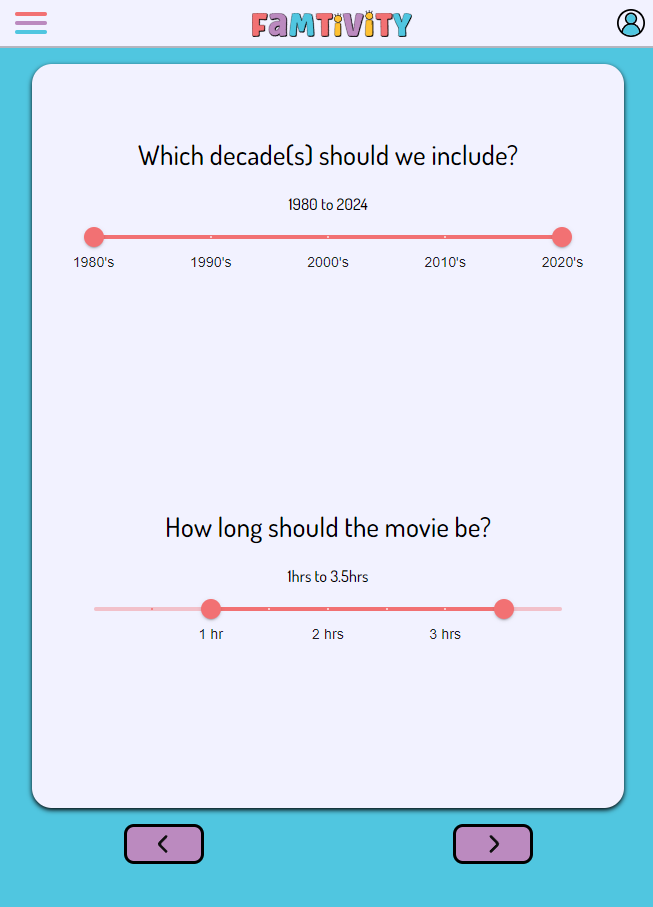 FaMTiViTY
Which decade(s) should we include?
1980 to 2024
1980's 1990's 2000's 2010's 2020's
How long should the movie be?
1hrs to 3.5hrs
1 hr 2 hrs 3 hrs